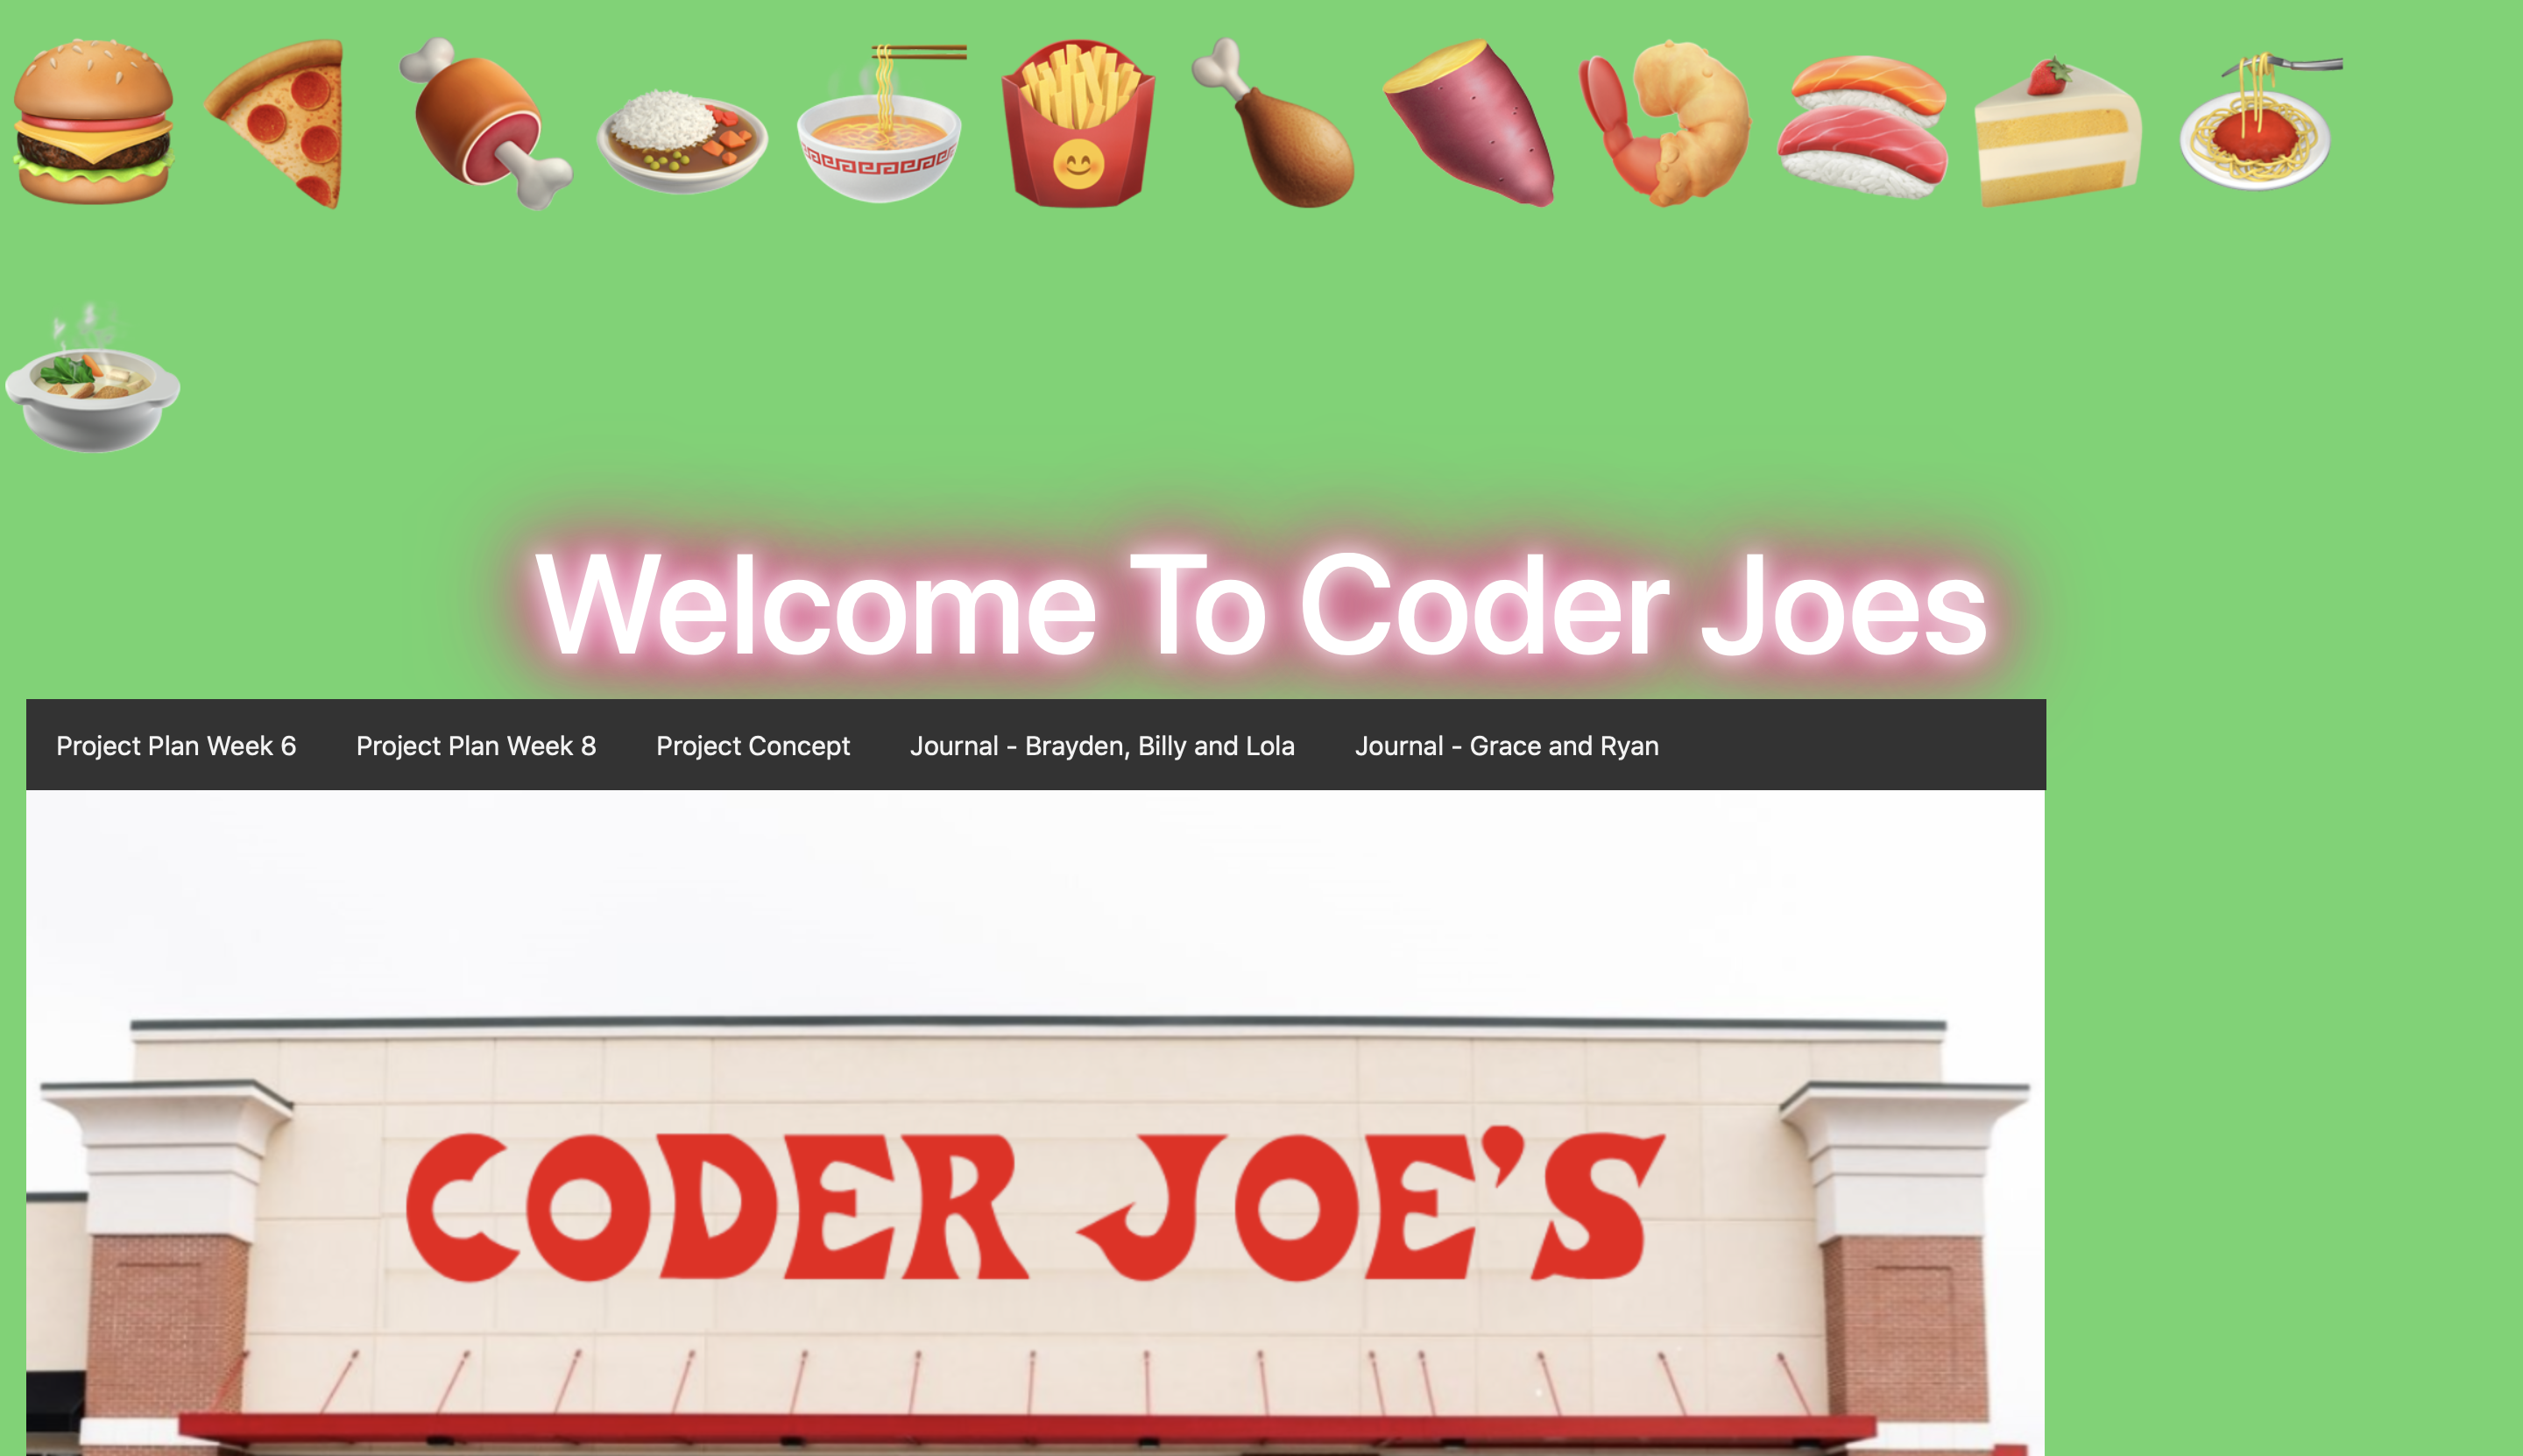 Welcome To Coder Joes
Project Plan Week 6 Project Plan Week 8 Project Concept Journal - Brayden, Billy and Lola Journal - Grace and Ryan
CODER JOE'S